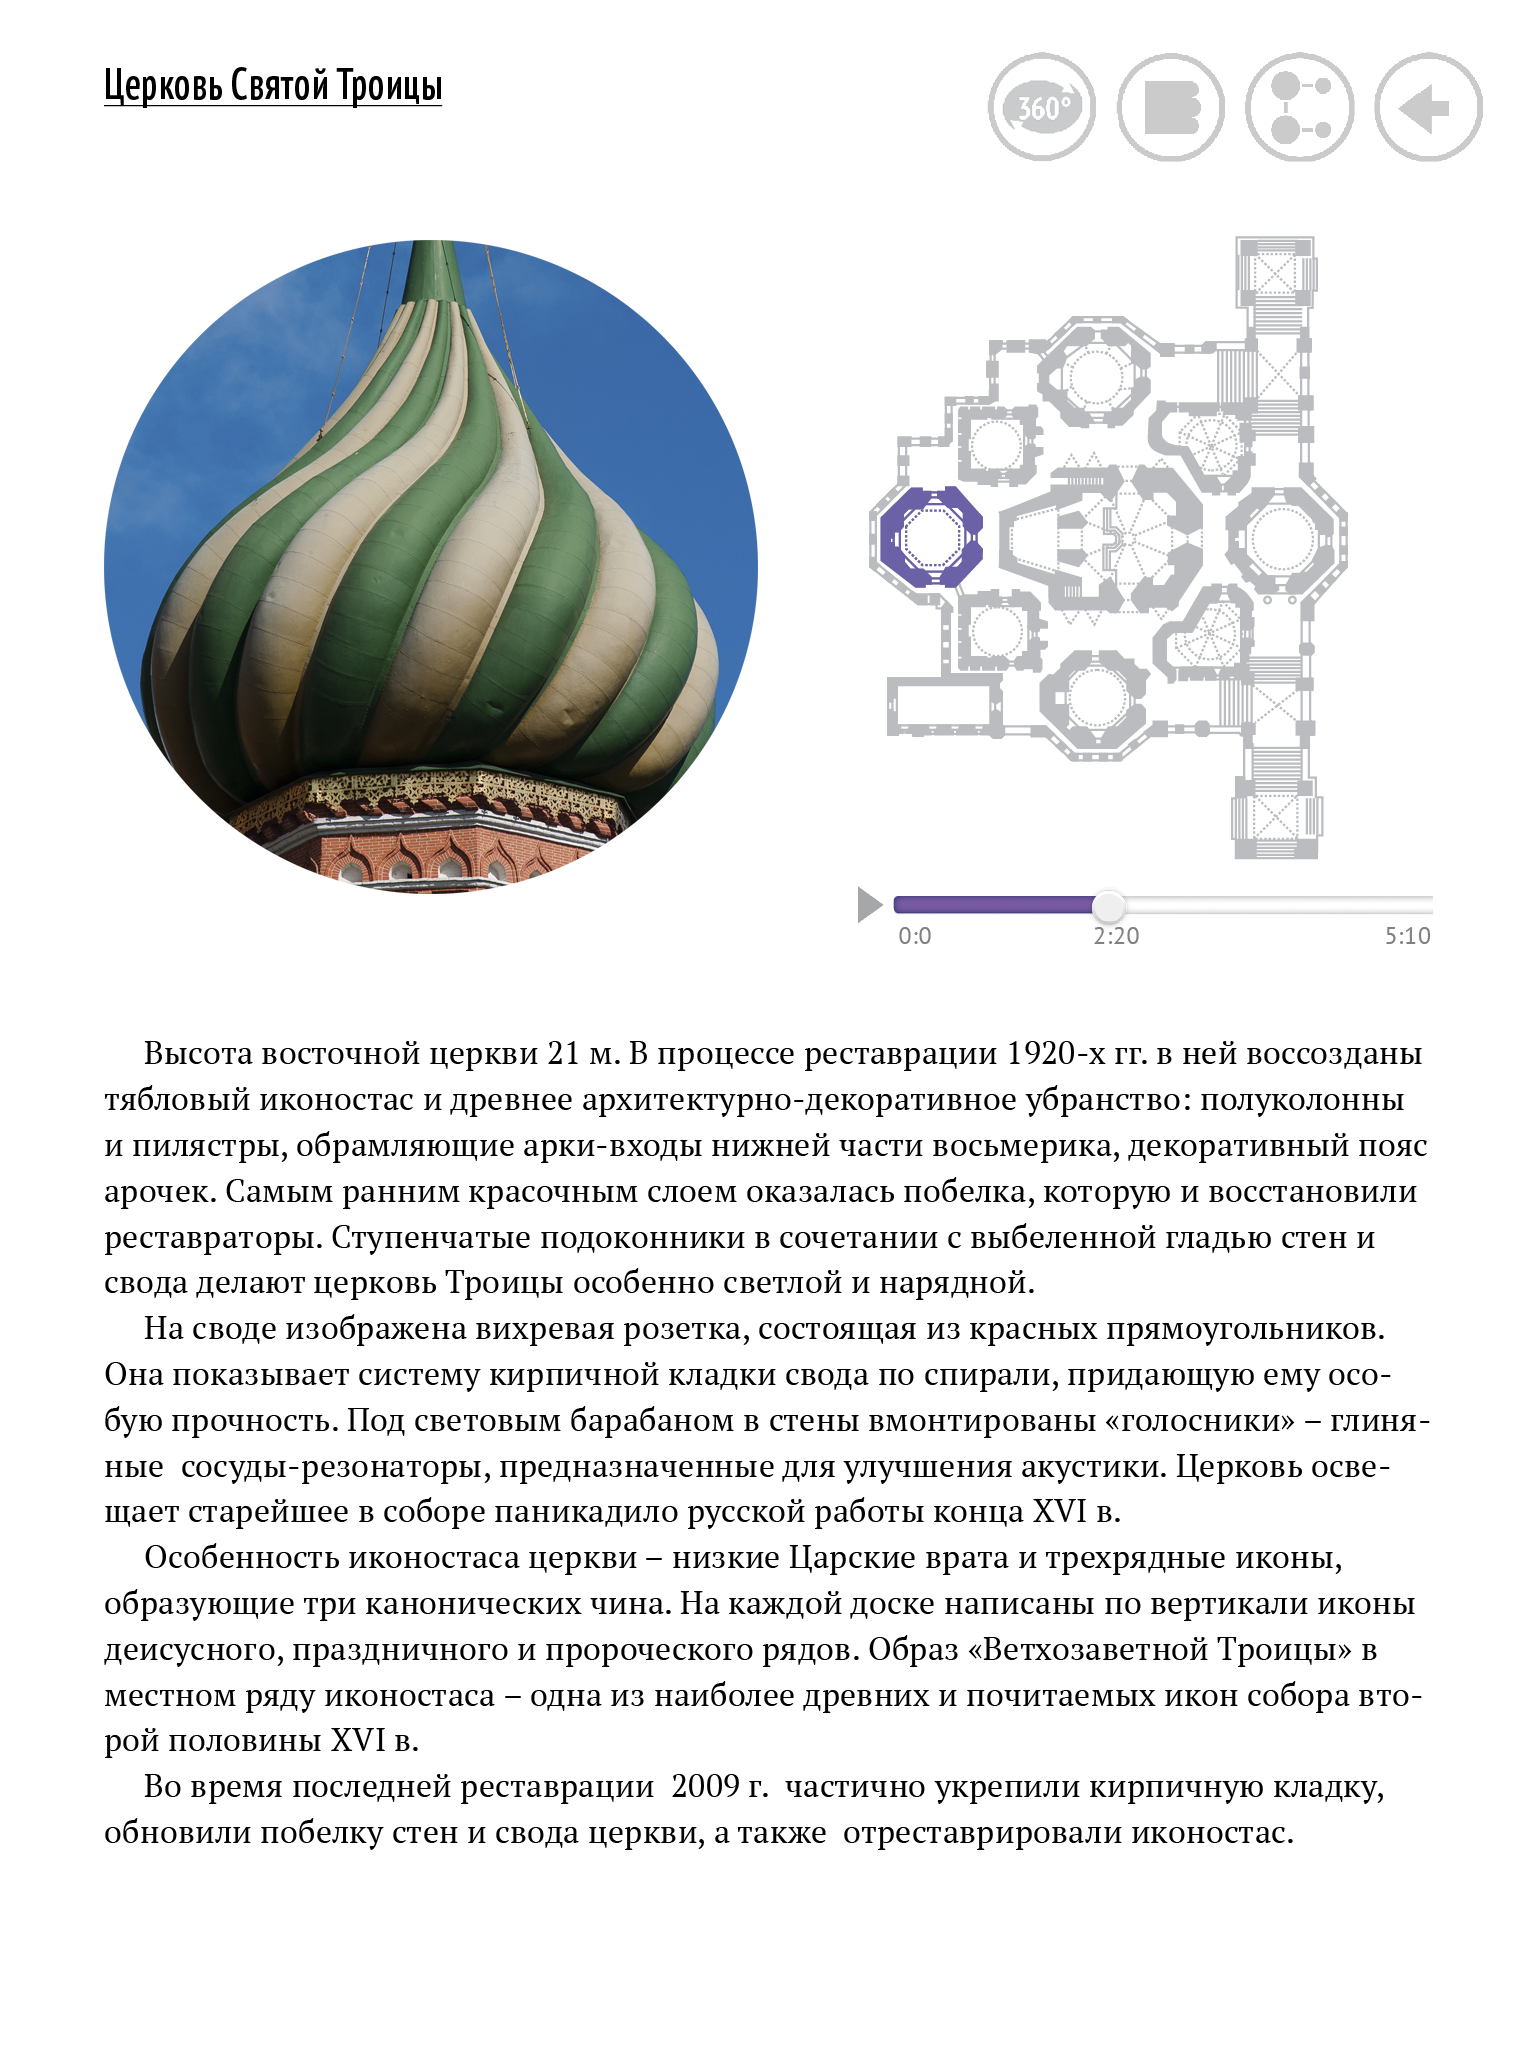 Церковь Святой Троицы
360°
0:0
2:20
5:10
Высота восточной церкви 21 м. В процессе реставрации 1920-х гг. в ней воссозданы
тябловый иконостас и древнее архитектурно-декоративное убранство: полуколонны
и пилястры, обрамляющие арки-входы нижней части восьмерика, декоративный пояс
арочек. Самым ранним красочным слоем оказалась побелка, которую и восстановили
реставраторы. Ступенчатые подоконники в сочетании с выбеленной гладью стен и
свода делают церковь Троицы особенно светлой и нарядной.
На своде изображена вихревая розетка, состоящая из красных прямоугольников.
Она показывает систему кирпичной кладки свода по спирали, придающую ему осо-
бую прочность. Под световым барабаном в стены вмонтированы «голосники» – глиня-
ные  сосуды-резонаторы, предназначенные для улучшения акустики. Церковь осве-
щает старейшее в соборе паникадило русской работы конца XVI в.
Особенность иконостаса церкви – низкие Царские врата и трехрядные иконы,
образующие три канонических чина. На каждой доске написаны по вертикали иконы
деисусного, праздничного и пророческого рядов. Образ «Ветхозаветной Троицы» в
местном ряду иконостаса – одна из наиболее древних и почитаемых икон собора вто-
рой половины XVI в.
Во время последней реставрации  2009 г.  частично укрепили кирпичную кладку,
обновили побелку стен и свода церкви, а также  отреставрировали иконостас.